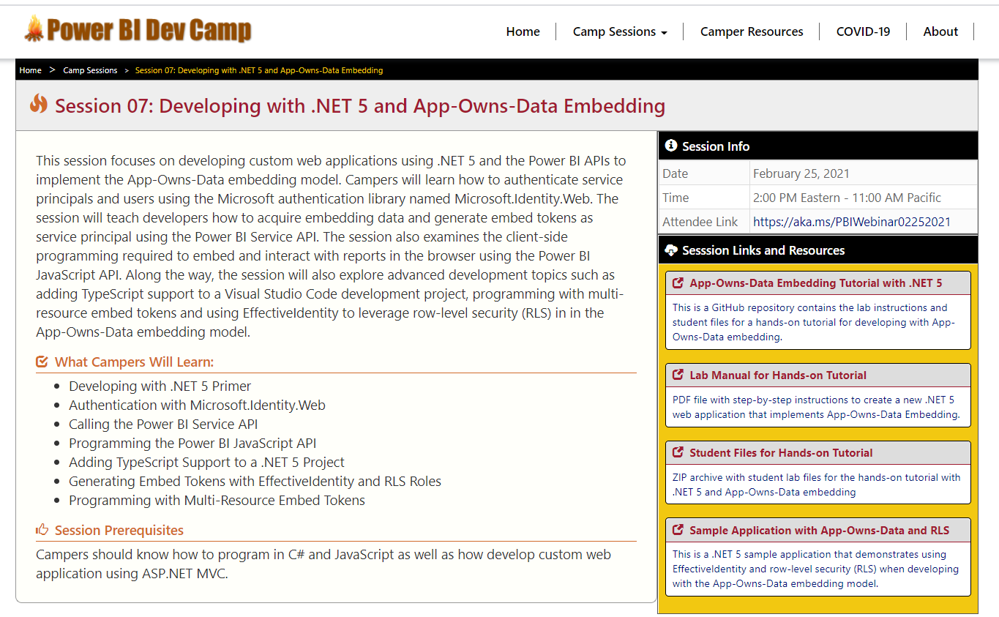 Power BI Dev Camp
Home
Camp Sessions
Camper Resources
COVID-19
About
Home > Camp Sessions > Session 07: Developing with .NET 5 and App-Owns-Data Embedding
Session 07: Developing with .NET 5 and App-Owns-Data Embedding
This session focuses on developing custom web applications using .NET 5 and the Power BI APIs to
implement the App-Owns-Data embedding model. Campers will learn how to authenticate service
principals and users using the Microsoft authentication library named Microsoft.Identity.Web. The
session will teach developers how to acquire embedding data and generate embed tokens as
service principal using the Power BI Service API. The session also examines the client-side
programming required to embed and interact with reports in the browser using the Power BI
JavaScript API. Along the way, the session will also explore advanced development topics such as
adding TypeScript support to a Visual Studio Code development project, programming with multi-
resource embed tokens and using EffectiveIdentity to leverage row-level security (RLS) in in the
App-Owns-Data embedding model.
What Campers Will Learn:
• Developing with .NET 5 Primer
• Authentication with Microsoft.Identity.Web
• Calling the Power BI Service API
• Programming the Power BI JavaScript API
• Adding TypeScript Support to a .NET 5 Project
• Generating Embed Tokens with EffectiveIdentity and RLS Roles
• Programming with Multi-Resource Embed Tokens
Session Prerequisites
Campers should know how to program in C# and JavaScript as well as how develop custom web
application using ASP.NET MVC.
Session Info
Date February 25, 2021
Time 2:00 PM Eastern - 11:00 AM Pacific
Attendee Link https://aka.ms/PBIWebinar02252021
Sesssion Links and Resources
App-Owns-Data Embedding Tutorial with .NET 5
This is a GitHub repository contains the lab instructions and
student files for a hands-on tutorial for developing with App-
Owns-Data embedding.
Lab Manual for Hands-on Tutorial
PDF file with step-by-step instructions to create a new .NET 5
web application that implements App-Owns-Data Embedding.
Student Files for Hands-on Tutorial
ZIP archive with student lab files for the hands-on tutorial with
.NET 5 and App-Owns-Data embedding
Sample Application with App-Owns-Data and RLS
This is a .NET 5 sample application that demonstrates using
EffectiveIdentity and row-level security (RLS) when developing
with the App-Owns-Data embedding model.